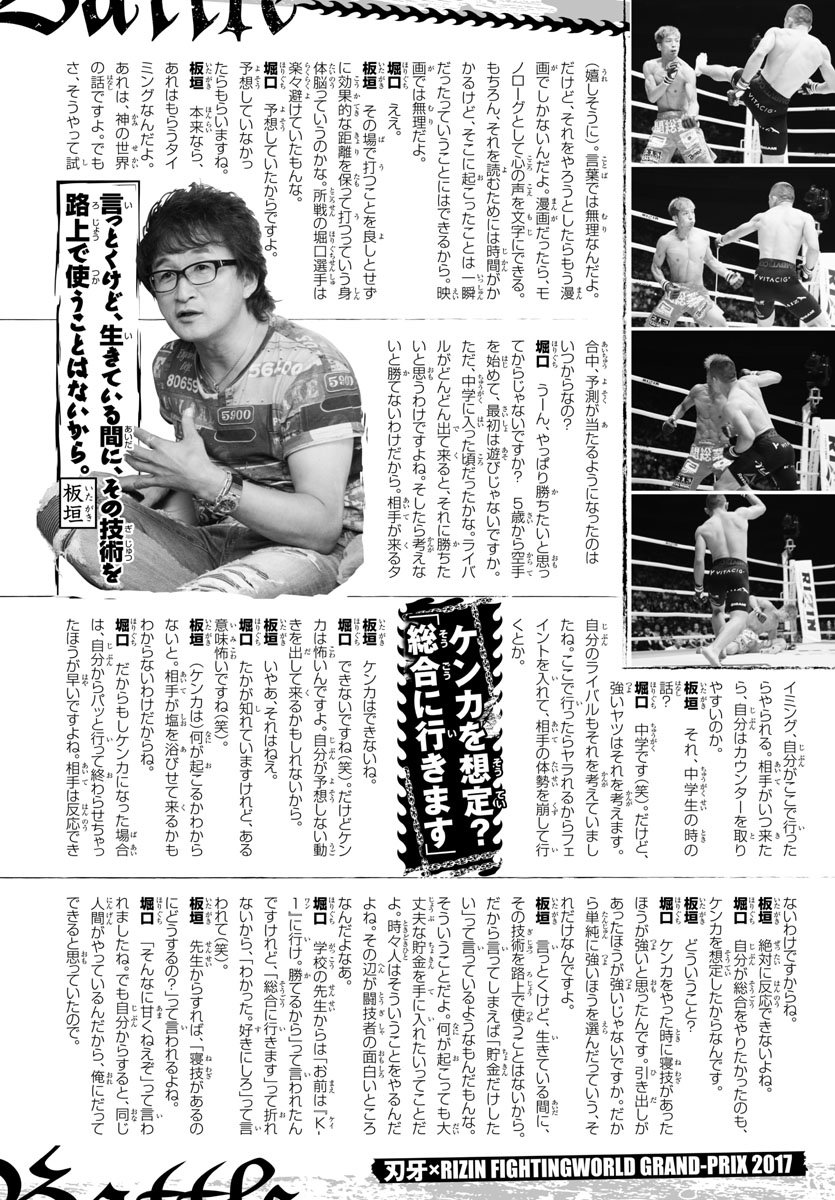 Battle
（嬉しそうに）。言葉では無理なんだよ。
だけど、それをやろうとしたらもう漫
画でしかないんだよ。漫画だったら、モ
ノローグとして心の声を文字にできる。
もちろん、それを読むためには時間がか
かるけど、そこに起こったことは一瞬
だったっていうことにはできるから。映
画では無理だよ。
堀口　ええ。
板垣　その場で打つことを良しとせず
に効果的な距離を保って打つっていう身
体脳っていうのかな。所戦の堀口選手は
楽々避けていたもんな。
堀口　予想していたからですよ。
予想していなかっ
たらもらいますね。
板垣　本来なら、
あれはもらうタイ
ミングなんだよ。
あれは、神の世界
の話ですよ。でも
さ、そうやって試
言っとくけど、生きている間に、その技術を
路上で使うことはないから。
板垣
合中、予測が当たるようになったのは
いつからなの？
堀口　うーん、やっぱり勝ちたいと思っ
てからじゃないですか？　5歳から空手
を始めて、最初は遊びじゃないですか。
ただ、中学に入った頃だったかな。ライバ
ルがどんどん出て来ると、それに勝ちた
いと思うわけですよね。そしたら考えな
いと勝てないわけだから。相手が来るタ
イミング、自分がここで行った
らやられる。相手がいつ来た
ら、自分はカウンターを取り
やすいのか。
板垣　それ、中学生の時の
話？
堀口　中学です（笑）。だけど、
強いヤツはそれを考えます。
自分のライバルもそれを考えていまし
たね。ここで行ったらヤラれるからフェ
イントを入れて、相手の体勢を崩して行
くとか。
ケンカを想定？
「総合に行きます」
板垣　ケンカはできないね。
堀口　できないですね（笑）。だけどケン
カは怖いんですよ。自分が予想しない動
きを出して来るかもしれないから。
板垣　いやあ、それはねえ。
堀口　たかが知れていますけれど、ある
意味怖いですね（笑）。
板垣　（ケンカは）何が起こるかわから
ないと。相手が塩を浴びせて来るかも
わからないわけだからね。
堀口　だからもしケンカになった場合
は、自分からパッと行って終わらせちゃっ
たほうが早いですよね。相手は反応でき
ないわけですからね。
板垣　絶対に反応できないよね。
堀口　自分が総合をやりたかったのも、
ケンカを想定したからなんです。
板垣　どういうこと？
堀口　ケンカをやった時と寝技があった
ほうが強いと思ったんです。引き出しが
あったほうが強いじゃないですか。だか
ら単純に強いほうを選んだっていう、そ
れだけなんですよ。
板垣　言っとくけど、生きている間に、
その技術を路上で使うことはないから。
だから言ってしまえば「貯金だけした
い」って言っているようなもんだもんな。
そういうことだよ。何が起こっても大
丈夫な貯金を手に入れたいってことだ
よ。時々人はそういうことをやるんだ
よね。その辺が闘技者の面白いところ
なんだよなあ。
堀口　学校の先生からは「お前は『K-
1』に行け。勝てるから」って言われたん
ですけれど、「総合に行きます」って折れ
ないから、「わかった。好きにしろ」って言
われて（笑）。
板垣　先生からすれば、「寝技があるの
にどうするの？」って言われるよね。
堀口　「そんなに甘くねえぞ」って言わ
れましたね。でも自分からすると、同じ
人間がやっているんだから、俺にだって
できると思っていたので。
刃牙×RIZIN FIGHTINGWORLD GRAND-PRIX 2017
Battle